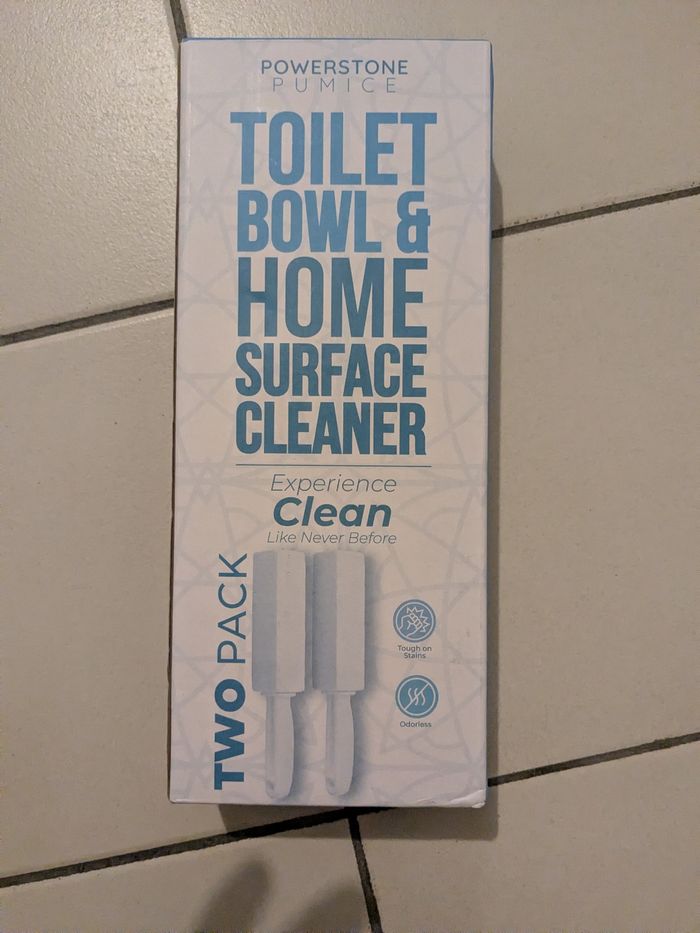 POWERSTONE
PUMICE
TOILET
BOWL &
HOME
SURFACE
CLEANER
Experience
Clean
Like Never Before
TWO PACK
Tough on
Stains
Odorless